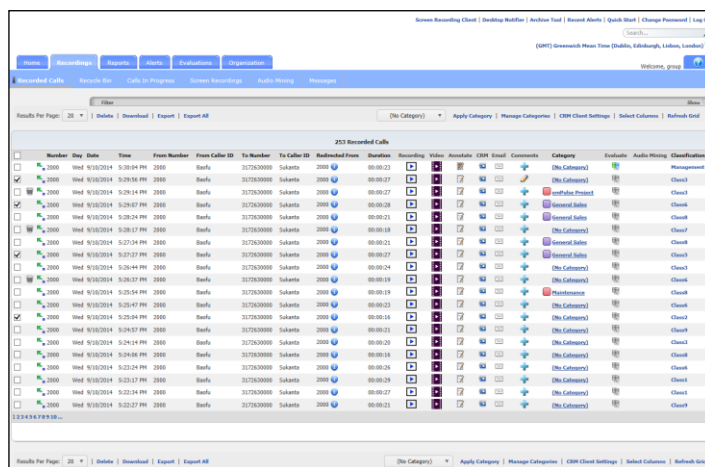 Screen Recording Client | Desktop Notifier | Archive Tool | Recent Alerts | Quick Start | Change Password | Log
Search...
(GMT) Greenwich Mean Time (Dublin, Edinburgh, Lisbon, London)
Home Recordings Reports Alerts Evaluations Organization
Welcome, group
Recorded Calls Recycle Bin Calls In Progress Screen Recordings Audio Mining Messages
Filter Show
Results Per Page: 20 | Delete | Download | Export | Export All (No Category) Apply Category | Manage Categories | CRM Client Settings | Select Columns | Refresh Grid
253 Recorded Calls
Number Day Date Time From Number From Caller ID To Number To Caller ID Redirected From Duration Recording Video Annotate CRM Email Comments Category Evaluate Audio Mining Classification
2000 Wed 9/10/2014 5:30:04 PM 2000 Baofu 3172630000 Sukanta 2000 00:00:23 (No Category) Management
2000 Wed 9/10/2014 5:29:56 PM 2000 Baofu 3172630000 Sukanta 2000 00:00:27 (No Category) Class3
2000 Wed 9/10/2014 5:29:14 PM 2000 Baofu 3172630000 Sukanta 2000 00:00:27 emPulse Project Class3
2000 Wed 9/10/2014 5:29:07 PM 2000 Baofu 3172630000 Sukanta 2000 00:00:28 General Sales Class6
2000 Wed 9/10/2014 5:28:24 PM 2000 Baofu 3172630000 Sukanta 2000 00:00:21 General Sales Class8
2000 Wed 9/10/2014 5:28:17 PM 2000 Baofu 3172630000 Sukanta 2000 00:00:18 (No Category) Class7
2000 Wed 9/10/2014 5:27:34 PM 2000 Baofu 3172630000 Sukanta 2000 00:00:21 General Sales Class8
2000 Wed 9/10/2014 5:27:27 PM 2000 Baofu 3172630000 Sukanta 2000 00:00:27 General Sales Class5
2000 Wed 9/10/2014 5:26:44 PM 2000 Baofu 3172630000 Sukanta 2000 00:00:24 (No Category) Class3
2000 Wed 9/10/2014 5:26:37 PM 2000 Baofu 3172630000 Sukanta 2000 00:00:19 (No Category) Class6
2000 Wed 9/10/2014 5:25:54 PM 2000 Baofu 3172630000 Sukanta 2000 00:00:19 Maintenance Class8
2000 Wed 9/10/2014 5:25:47 PM 2000 Baofu 3172630000 Sukanta 2000 00:00:23 (No Category) Class6
2000 Wed 9/10/2014 5:25:04 PM 2000 Baofu 3172630000 Sukanta 2000 00:00:16 (No Category) Class2
2000 Wed 9/10/2014 5:24:57 PM 2000 Baofu 3172630000 Sukanta 2000 00:00:21 (No Category) Class9
2000 Wed 9/10/2014 5:24:14 PM 2000 Baofu 3172630000 Sukanta 2000 00:00:20 (No Category) Class3
2000 Wed 9/10/2014 5:24:06 PM 2000 Baofu 3172630000 Sukanta 2000 00:00:16 (No Category) Class8
2000 Wed 9/10/2014 5:23:24 PM 2000 Baofu 3172630000 Sukanta 2000 00:00:26 (No Category) Class6
2000 Wed 9/10/2014 5:23:17 PM 2000 Baofu 3172630000 Sukanta 2000 00:00:29 (No Category) Class1
2000 Wed 9/10/2014 5:22:34 PM 2000 Baofu 3172630000 Sukanta 2000 00:00:27 (No Category) Class1
2000 Wed 9/10/2014 5:22:27 PM 2000 Baofu 3172630000 Sukanta 2000 00:00:21 (No Category) Class9
1 2 3 4 5 6 7 8 9 10 ...
Results Per Page: 20 | Delete | Download | Export | Export All (No Category) Apply Category | Manage Categories | CRM Client Settings | Select Columns | Refresh Grid